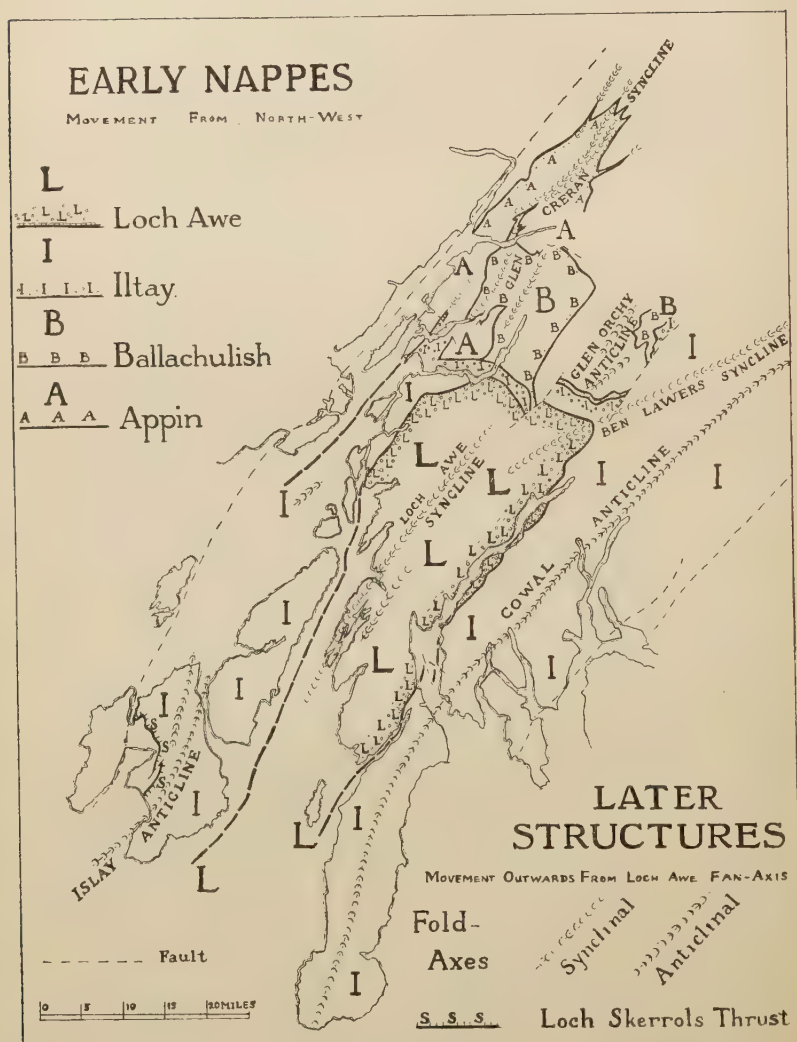 EARLY NAPPES
MOVEMENT FROM NORTH-WEST
L
L L L L Loch Awe
I
I I I I Iltay.
B
B B B Ballachulish
A
A A A Appin
SYNCLINE
CRERAN
GLEN
A
A
B
A
B
GLEN ORCHY
ANTICLINE
I
BEN LAWERS SYNCLINE
I
L
LOCH AWE
SYNCLINE
L
I
I
ANTICLINE
I
L
COWAL
I
I
I
I
L
I
I
S
S
S
I
ISLAY ANTICLINE
L
L
I
I
LATER
STRUCTURES
MOVEMENT OUTWARDS FROM LOCH AWE FAN-AXIS
Fold-
Axes
Synclinal
Anticlinal
Fault
0 5 10 15 20 MILES
S S S Loch Skerrols Thrust